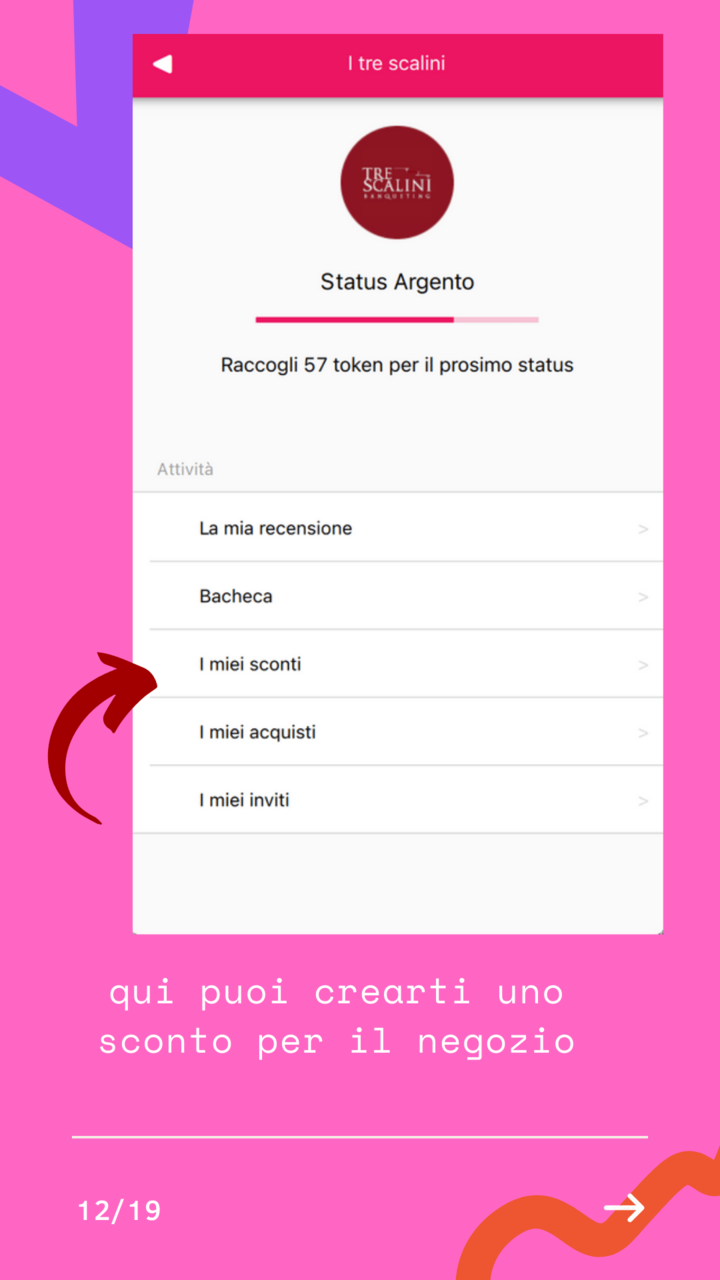 I tre scalini
TRE
SCALINI
BANQUETING
Status Argento
Raccogli 57 token per il prosimo status
Attività
La mia recensione >
Bacheca >
I miei sconti >
I miei acquisti >
I miei inviti >
qui puoi crearti uno
sconto per il negozio
12/19